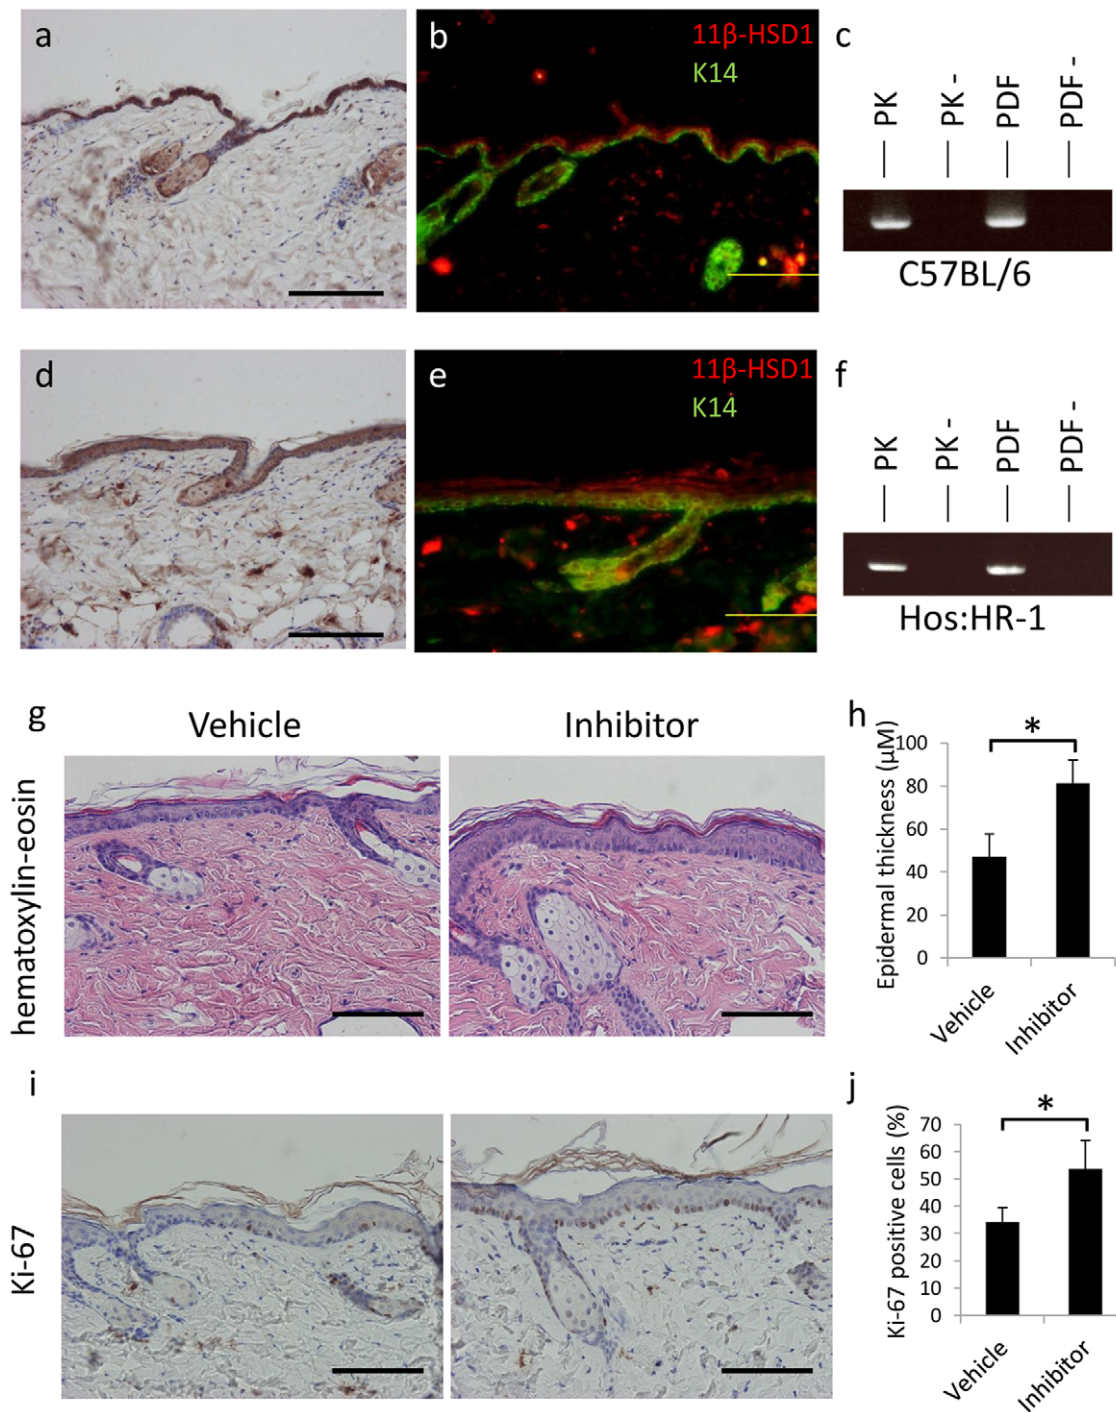 a
b
11β-HSD1
K14
c
PK
PK -
PDF
PDF -
C57BL/6
d
e
11β-HSD1
K14
f
PK
PK -
PDF
PDF -
Hos:HR-1
g
Vehicle
Inhibitor
hematoxylin-eosin
h
Epidermal thickness (µM)
100
80
60
40
20
0
*
Vehicle
Inhibitor
i
Ki-67
j
Ki-67 positive cells (%)
70
60
50
40
30
20
10
0
*
Vehicle
Inhibitor